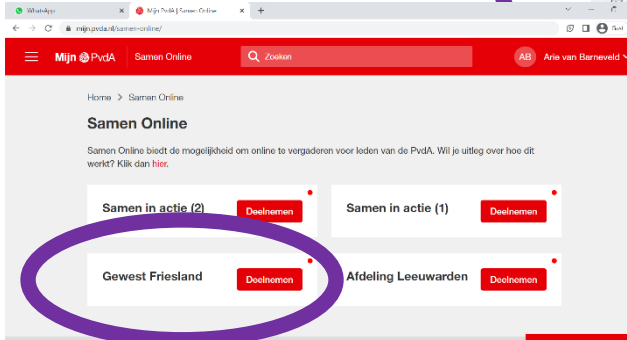 WhatsApp
Mijn PvdA | Samen Online
mijn.pvda.nl/samen-online/
Gast
Mijn PvdA
Samen Online
Zoeken
AB
Arie van Barneveld
Home > Samen Online
Samen Online
Samen Online biedt de mogelijkheid om online te vergaderen voor leden van de PvdA. Wil je uitleg over hoe dit
werkt? Klik dan hier.
Samen in actie (2)
Deelnemen
Samen in actie (1)
Deelnemen
Gewest Friesland
Deelnemen
Afdeling Leeuwarden
Deelnemen